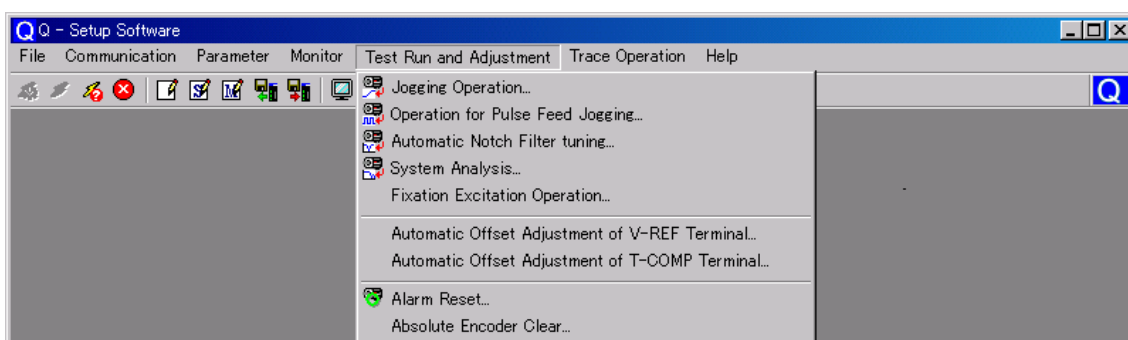 Q Q - Setup Software
File Communication Parameter Monitor Test Run and Adjustment Trace Operation Help
Q
Jogging Operation...
Operation for Pulse Feed Jogging...
Automatic Notch Filter tuning...
System Analysis...
Fixation Excitation Operation...
Automatic Offset Adjustment of V-REF Terminal...
Automatic Offset Adjustment of T-COMP Terminal...
Alarm Reset...
Absolute Encoder Clear...